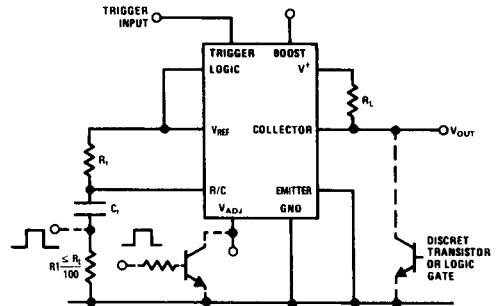 TRIGGER
INPUT
TRIGGER BOOST
LOGIC V+
RL
VREF COLLECTOR VOUT
Rt
R/C EMITTER
Ct
VADJ GND
R1 ≤ Rt
100
DISCRET
TRANSISTOR
OR LOGIC
GATE